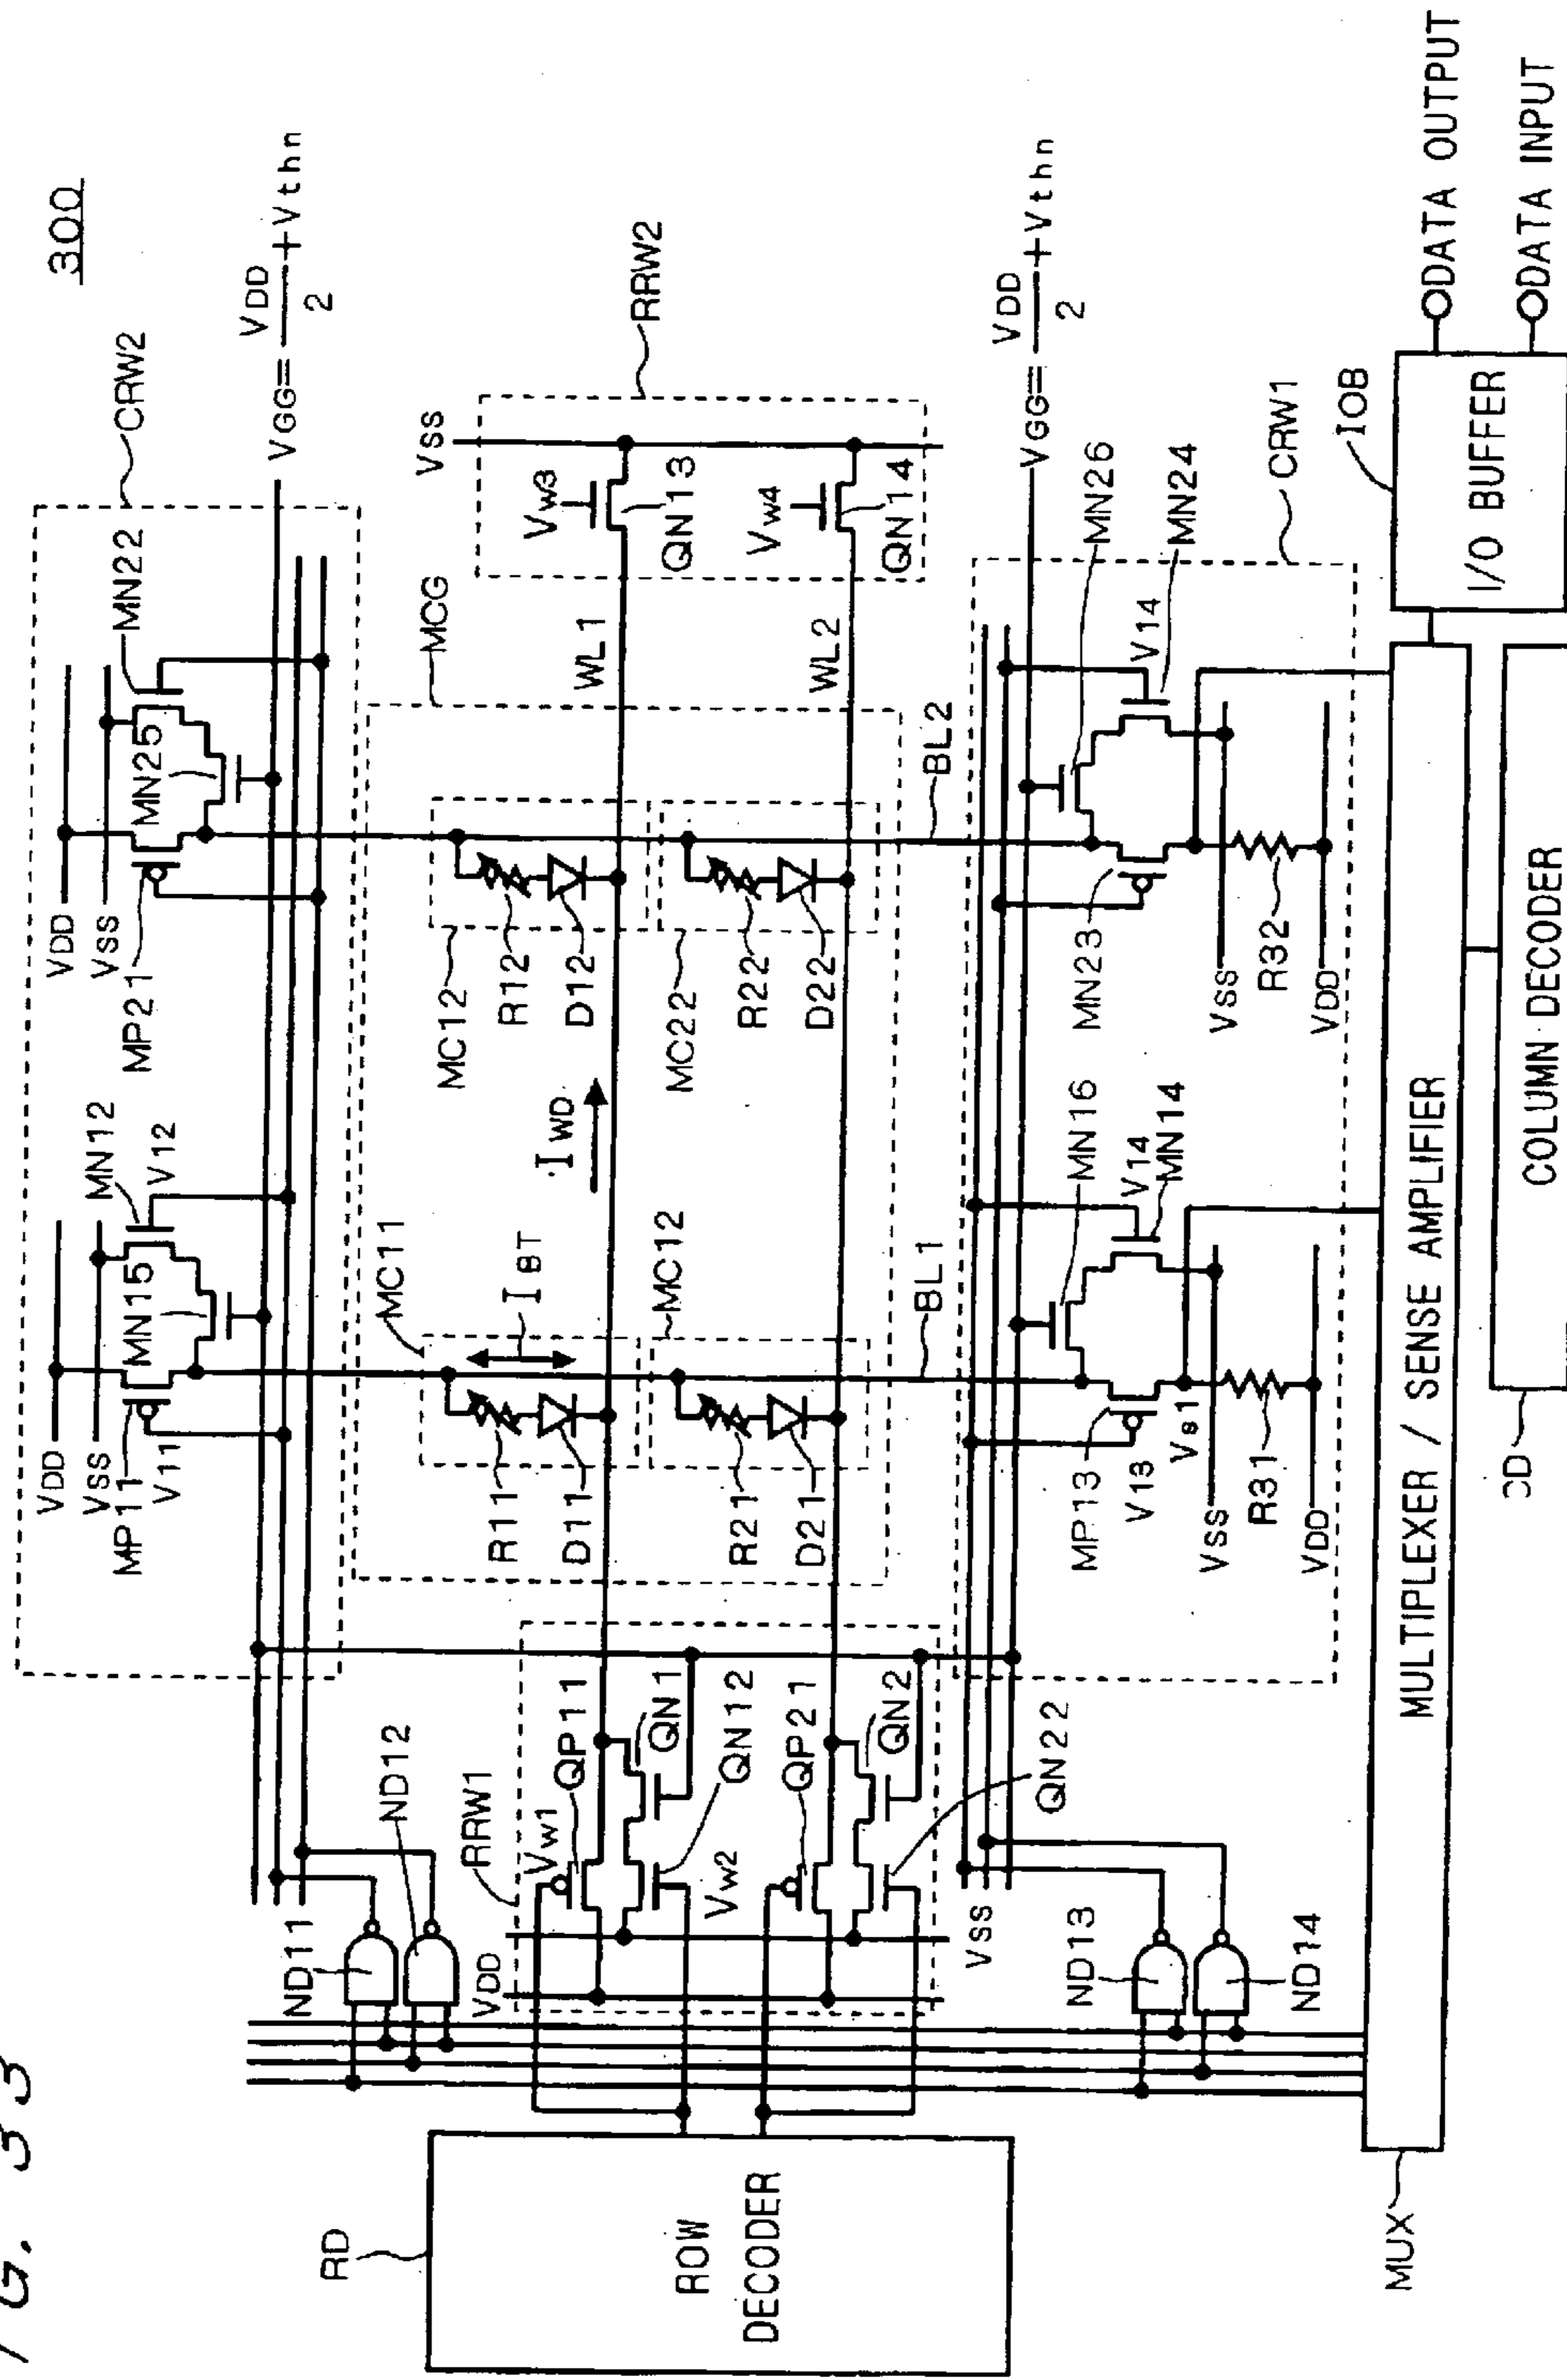 FIG. 33
300
CRW2
VDD
VSS
MP11
V11
MN15
MN12
V12
VDD
VSS
MP21
MN25
MN22
VGG=VDD/2+Vthn
ND11
ND12
RRW1
VDD
Vw1
QP11
QN1
QN12
Vw2
QP21
QN2
QN22
VSS
MC11
R11
D11
IBT
IWD
MC12
R21
D21
BL1
MC12
R12
D12
MC22
R22
D22
BL2
MCG
WL1
WL2
RRW2
VSS
Vw3
QN13
Vw4
QN14
VGG=VDD/2+Vthn
ND13
ND14
MP13
V13
Vs1
VSS
R31
VDD
MN16
V14
MN14
MN23
VSS
R32
VDD
MN26
V14
MN24
CRW1
RD
ROW
DECODER
MUX
MULTIPLEXER / SENSE AMPLIFIER
COLUMN DECODER
IOB
I/O BUFFER
DATA OUTPUT
DATA INPUT